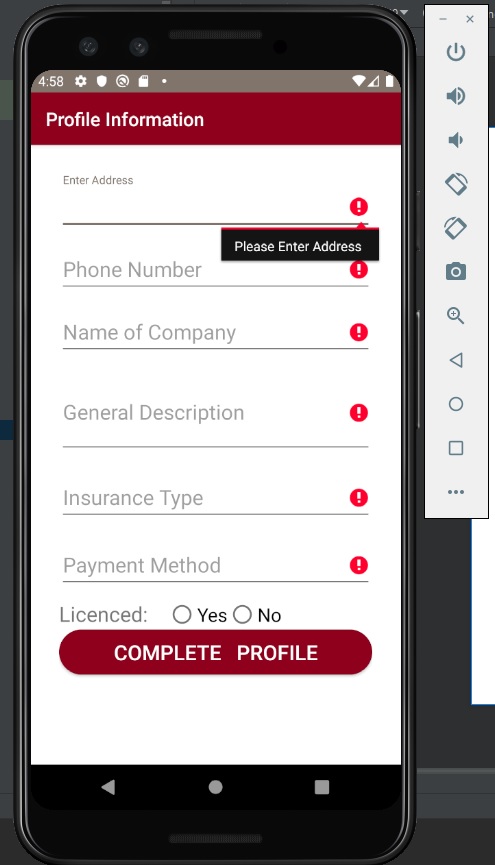 4:58
Profile Information
Enter Address
Please Enter Address
Phone Number
Name of Company
General Description
Insurance Type
Payment Method
Licenced: Yes No
COMPLETE PROFILE